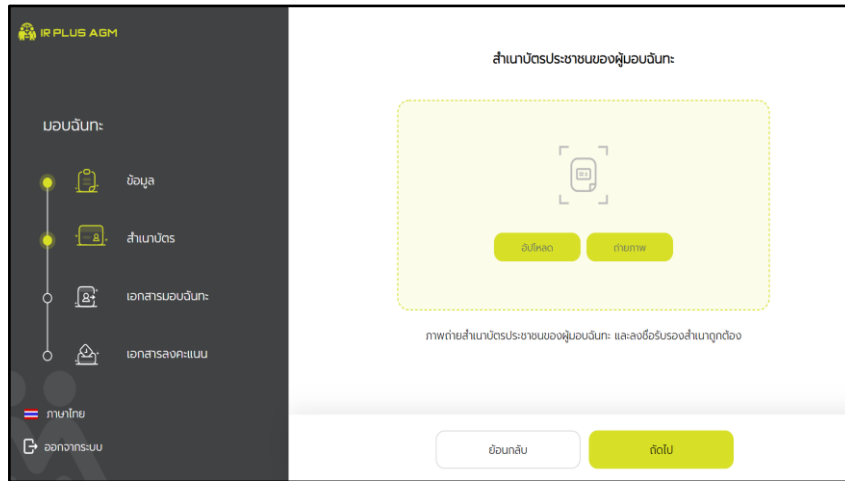 IR PLUS AGM
มอบฉันทะ
ข้อมูล
สำเนาบัตร
เอกสารมอบฉันทะ
เอกสารลงคะแนน
ภาษาไทย
ออกจากระบบ
สำเนาบัตรประชาชนของผู้มอบฉันทะ
อัปโหลด
ถ่ายภาพ
ภาพถ่ายสำเนาบัตรประชาชนของผู้มอบฉันทะ และลงชื่อรับรองสำเนาถูกต้อง
ย้อนกลับ
ถัดไป